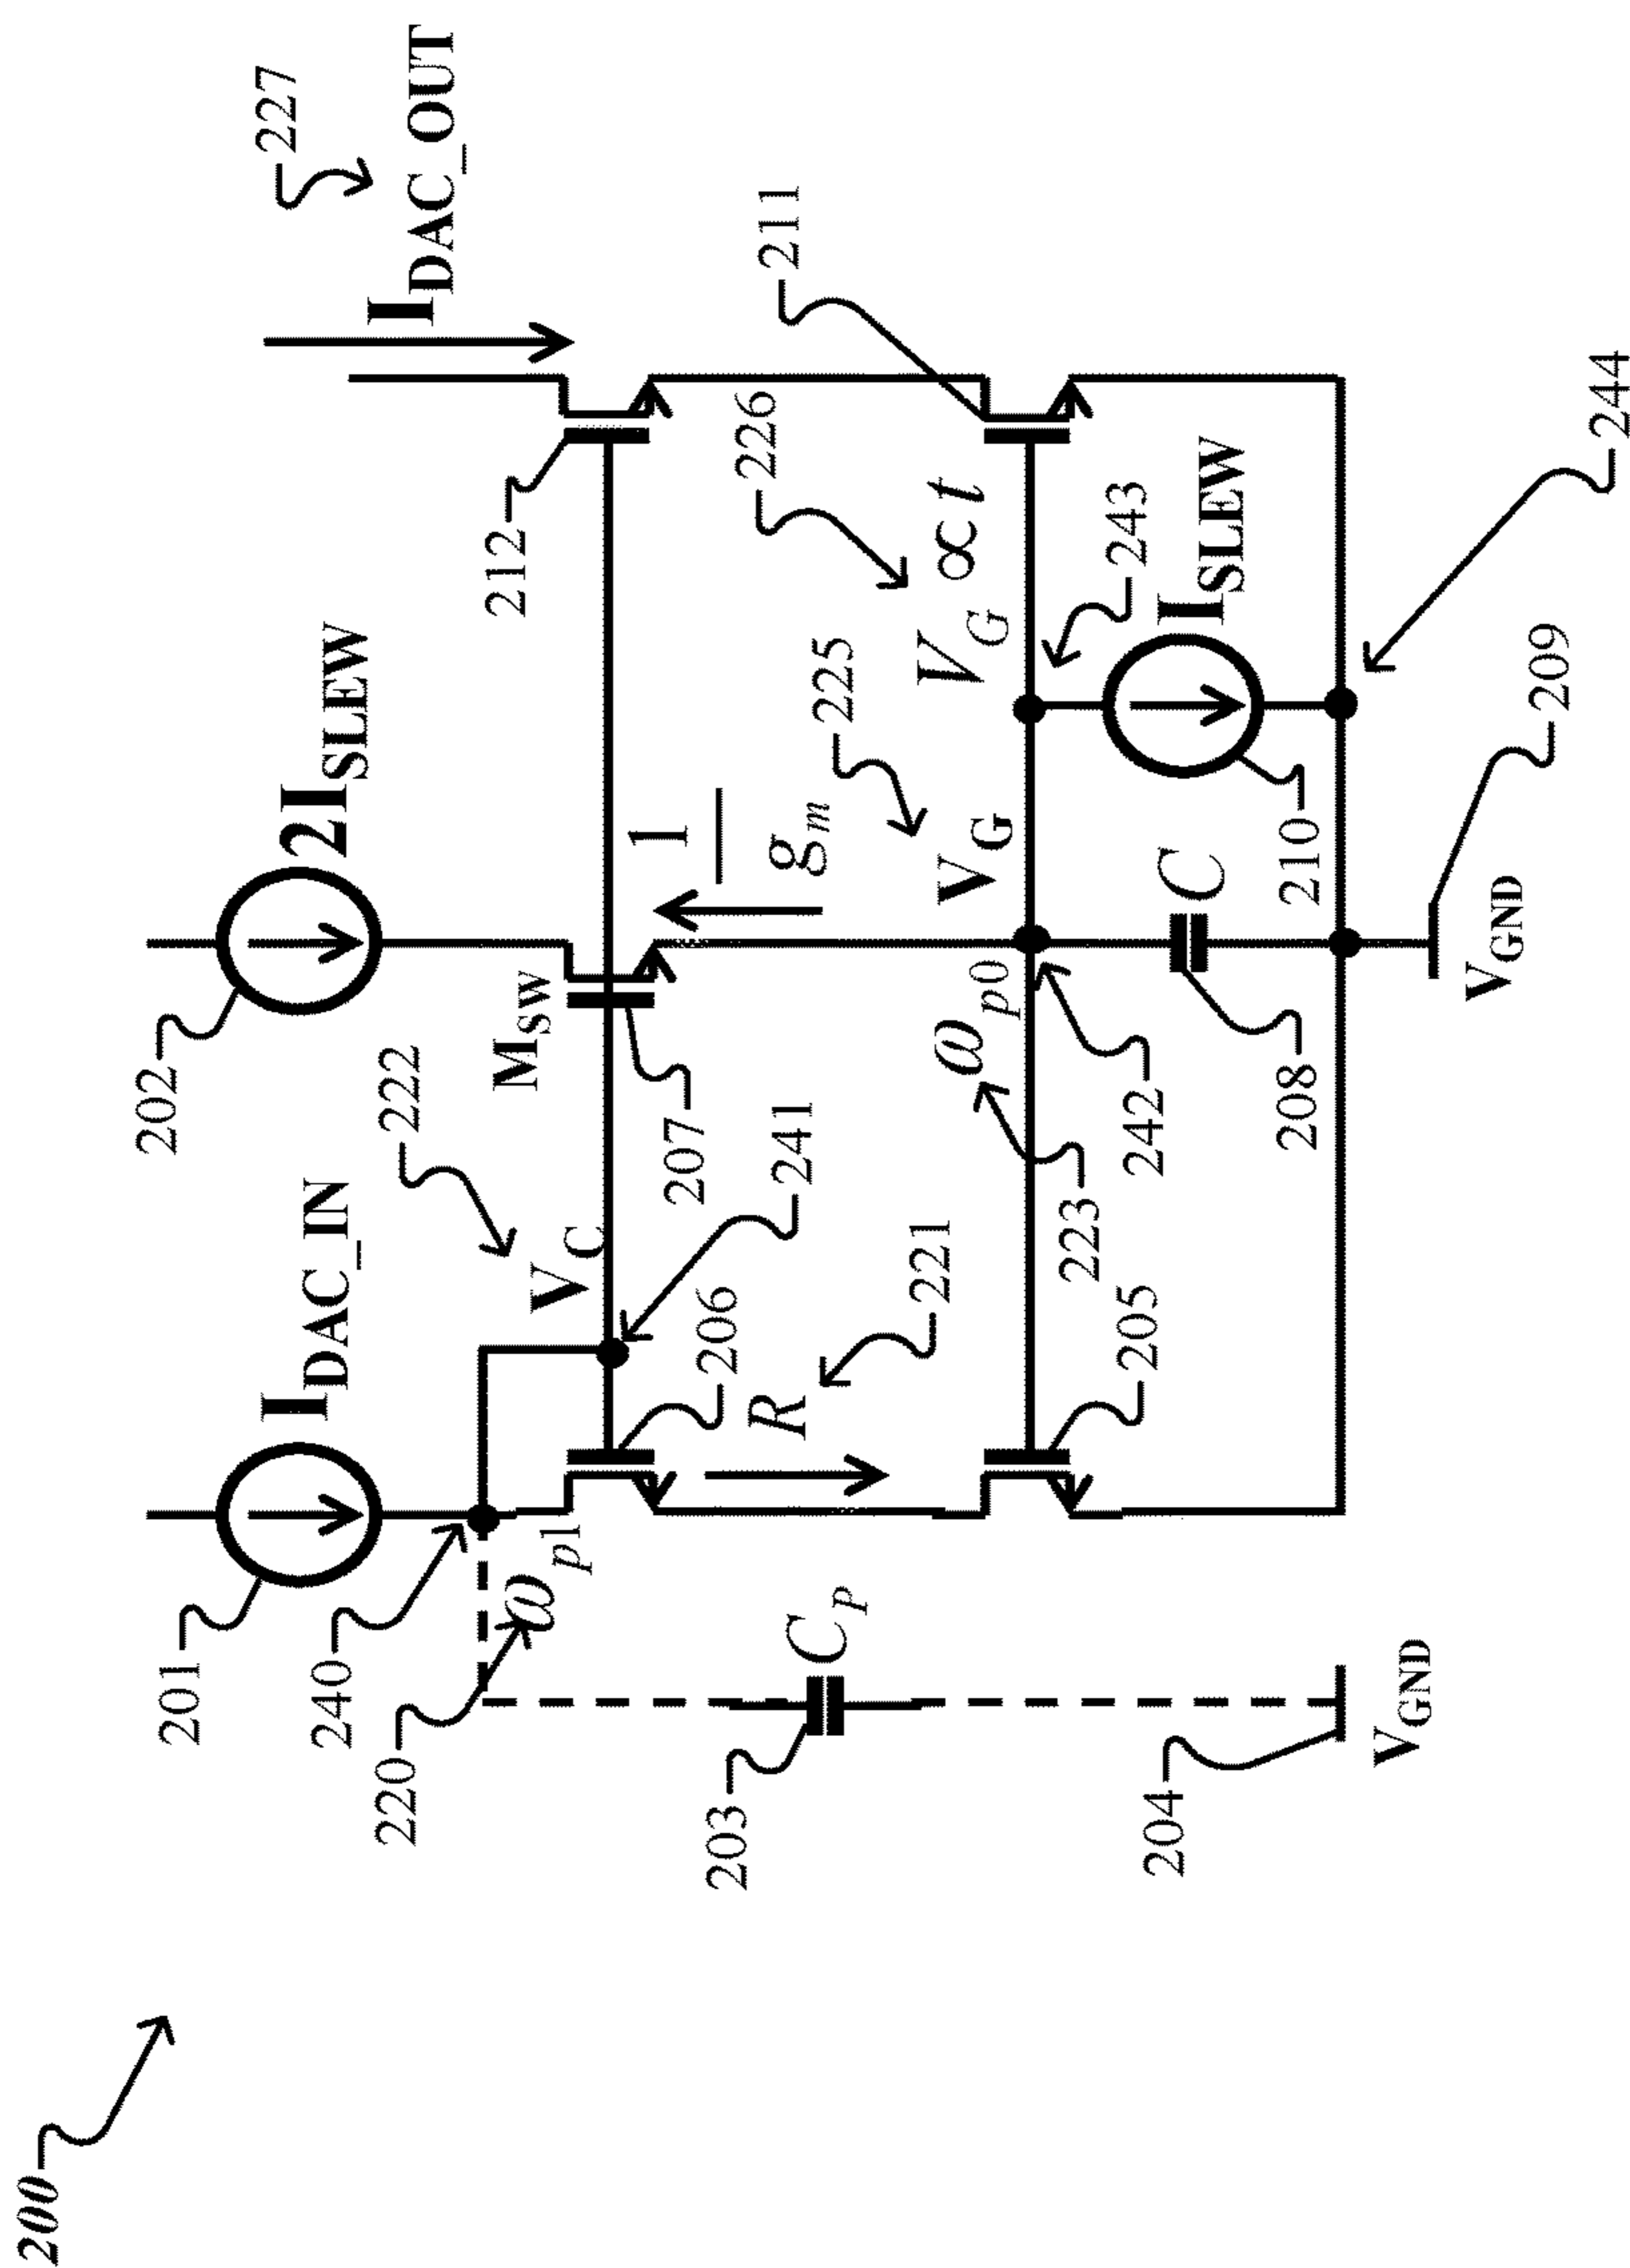 200
201
I_DAC_IN
202
2I_SLEW
227
I_DAC_OUT
240
220
ω_p1
222
V_C
M_SW
212
207
241
206
1
g_m
R
221
203
C_P
225
226
V_G
V_G ∝ t
211
ω_p0
223
205
242
243
I_SLEW
204
208
C
210
V_GND
V_GND
209
244